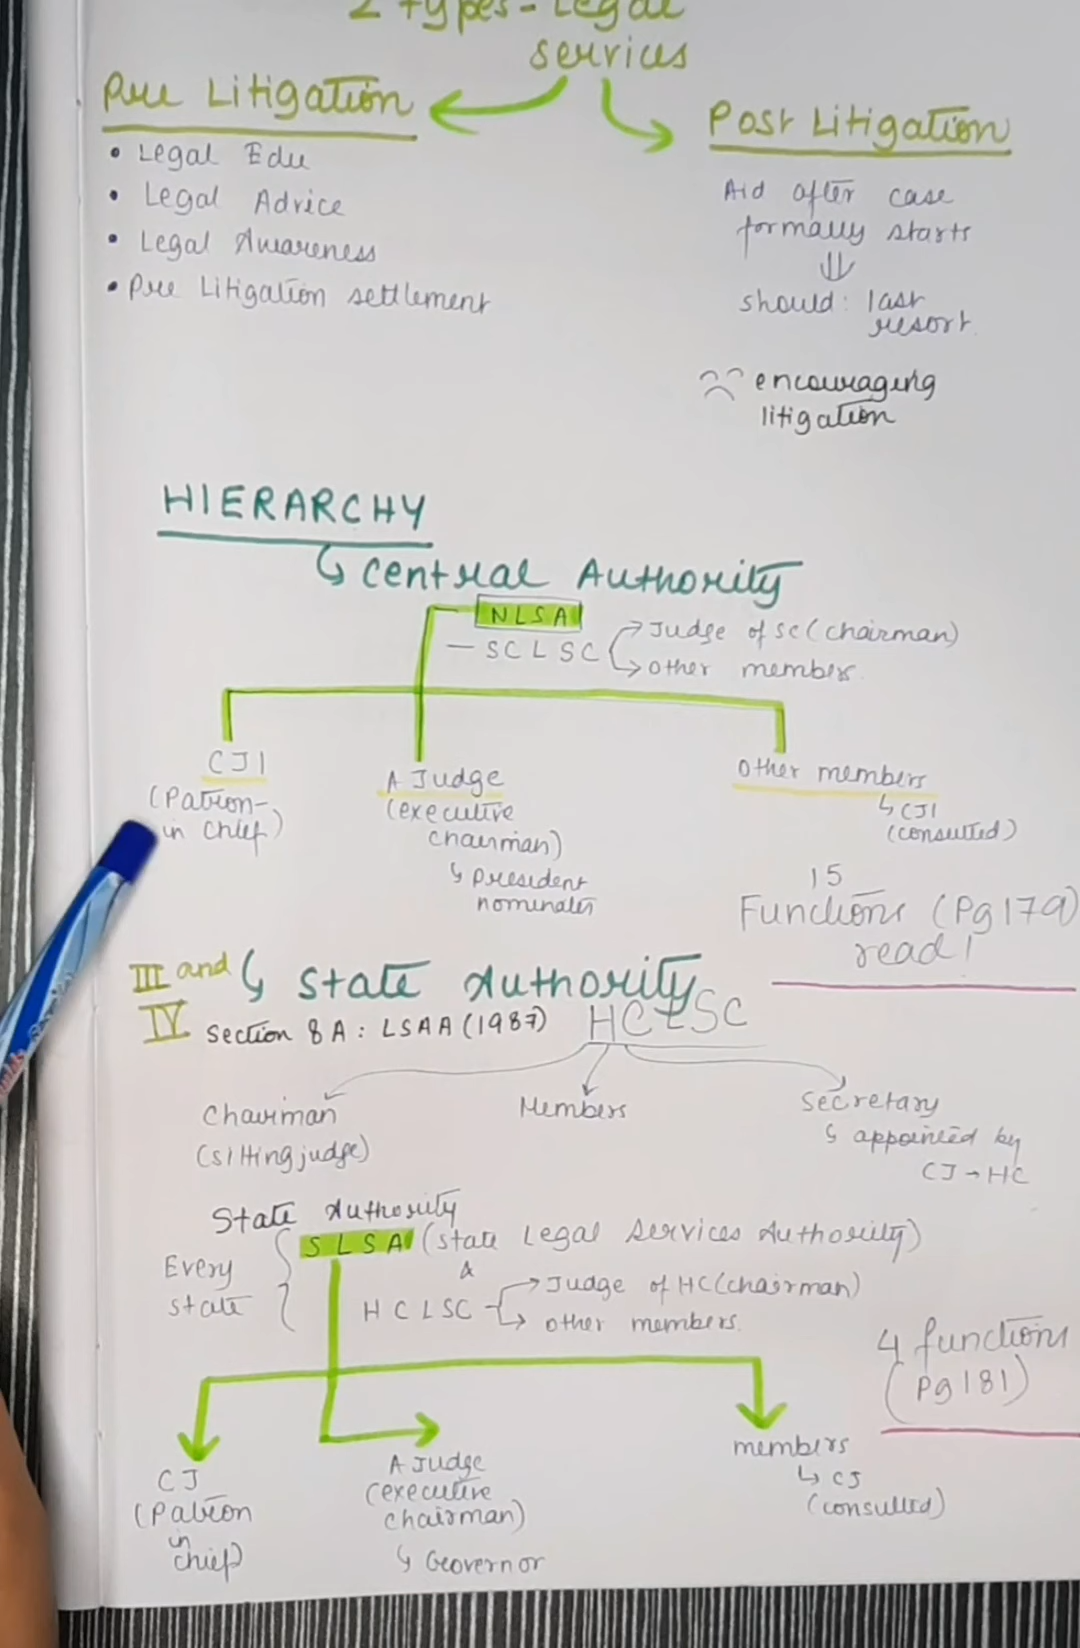 2 types - Legal
services
Pre Litigation
• Legal Edu
• Legal Advice
• Legal Awareness
• Pre Litigation settlement
Post Litigation
Aid after case
formally starts
⇓
should: last
resort.
encouraging
litigation
HIERARCHY
↳ Central Authority
NLSA
— SCLSC
→ Judge of SC (chairman)
↳ other members.
CJI
(Patron-
in chief)
A Judge
(executive
chairman)
↳ President
nominates
Other members
↳ CJI
(consulted)
15
Functions (Pg 179)
read!
III and
IV
↳ State Authority
Section 8A: LSAA (1987)
HCLSC
Chairman
(sitting judge)
Members
Secretary
↳ appointed by
CJ → HC
State Authority
Every
state
SLSA (State Legal Services Authority)
&
HCLSC
→ Judge of HC (chairman)
↳ other members.
4 functions
(Pg 181)
CJ
(Patron
in
chief)
A Judge
(executive
chairman)
↳ Governor
members
↳ CJ
(consulted)